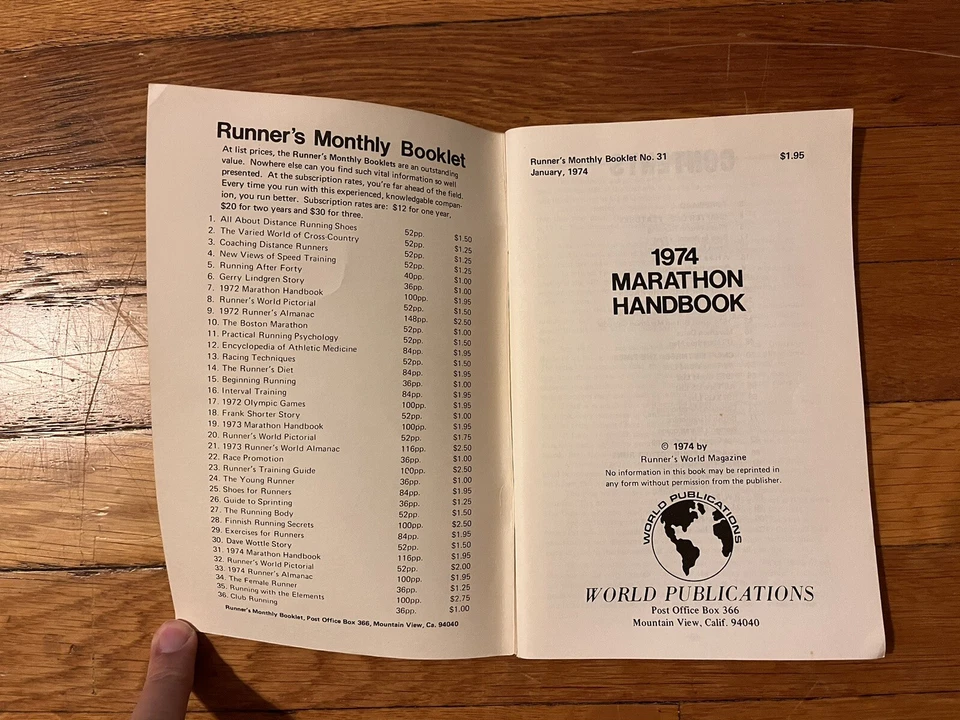 Runner's Monthly Booklet
At list prices, the Runner's Monthly Booklets are an outstanding
value. Nowhere else can you find such vital information so well
presented. At the subscription rates, you're far ahead of the field.
Every time you run with this experienced, knowledgable compan-
ion, you run better. Subscription rates are: $12 for one year,
$20 for two years and $30 for three.
1. All About Distance Running Shoes 52pp. $1.50
2. The Varied World of Cross-Country 52pp. $1.25
3. Coaching Distance Runners 52pp. $1.25
4. New Views of Speed Training 52pp. $1.25
5. Running After Forty 40pp. $1.00
6. Gerry Lindgren Story 36pp. $1.00
7. 1972 Marathon Handbook 100pp. $1.95
8. Runner's World Pictorial 52pp. $1.50
9. 1972 Runner's Almanac 148pp. $2.50
10. The Boston Marathon 52pp. $1.00
11. Practical Running Psychology
12. Encyclopedia of Athletic Medicine 84pp. $1.95
13. Racing Techniques 52pp. $1.50
14. The Runner's Diet 84pp. $1.95
15. Beginning Running 36pp. $1.00
16. Interval Training 84pp. $1.95
17. 1972 Olympic Games 100pp. $1.95
18. Frank Shorter Story 52pp. $1.00
19. 1973 Marathon Handbook 100pp. $1.95
20. Runner's World Pictorial 52pp. $1.75
21. 1973 Runner's World Almanac 116pp. $2.50
22. Race Promotion 36pp. $1.00
23. Runner's Training Guide 100pp. $2.50
24. The Young Runner 36pp. $1.00
25. Shoes for Runners 84pp. $1.95
26. Guide to Sprinting 36pp. $1.25
27. The Running Body 52pp. $1.50
28. Finnish Running Secrets 100pp. $2.50
29. Exercises for Runners 84pp. $1.95
30. Dave Wottle Story 52pp. $1.50
31. 1974 Marathon Handbook 116pp. $1.95
32. Runner's World Pictorial 52pp. $2.00
33. 1974 Runner's Almanac 100pp. $1.95
34. The Female Runner 36pp. $1.25
35. Running with the Elements 100pp. $2.75
36. Club Running 36pp. $1.00
Runner's Monthly Booklet, Post Office Box 366, Mountain View, Ca. 94040
Runner's Monthly Booklet No. 31 $1.95
January, 1974
1974
MARATHON
HANDBOOK
© 1974 by
Runner's World Magazine
No information in this book may be reprinted in
any form without permission from the publisher.
WORLD PUBLICATIONS
WORLD PUBLICATIONS
Post Office Box 366
Mountain View, Calif. 94040